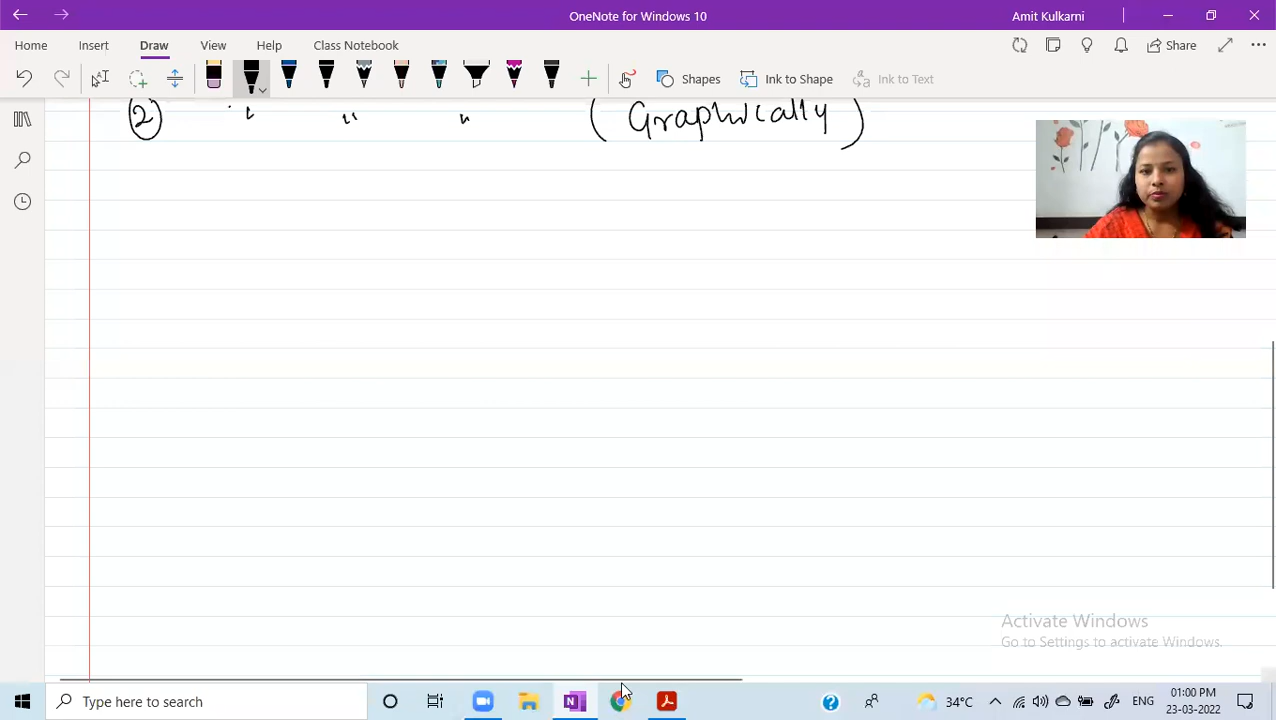 OneNote for Windows 10
Amit Kulkarni
Home Insert Draw View Help Class Notebook
Share
Shapes Ink to Shape Ink to Text
2 " " " (Graphically)
Activate Windows
Go to Settings to activate Windows.
Type here to search
34°C ENG 01:00 PM
23-03-2022